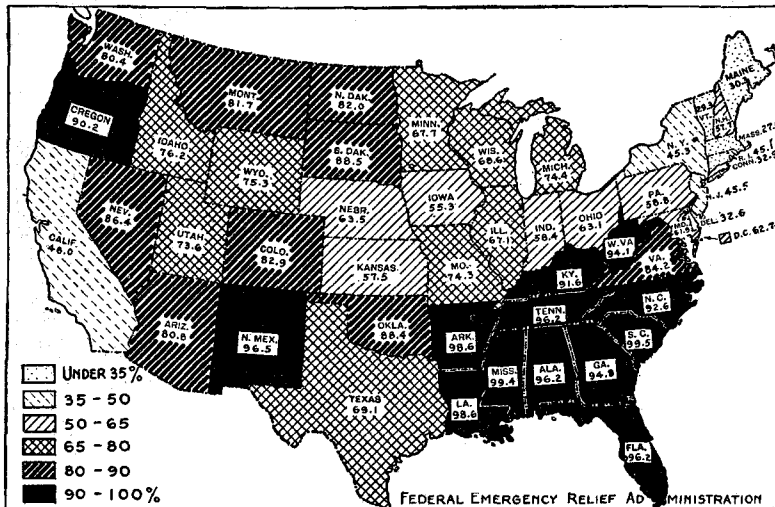 WASH.
80.4
OREGON
90.2
CALIF.
48.0
NEV.
86.4
IDAHO
76.2
MONT.
81.7
WYO.
75.3
UTAH
73.6
COLO.
82.9
ARIZ.
80.8
N. MEX.
96.5
N. DAK.
82.0
S. DAK.
88.5
NEBR.
63.5
KANSAS.
57.5
OKLA.
88.4
TEXAS
69.1
MINN.
67.7
IOWA
55.3
MO.
74.3
ARK.
98.6
LA.
98.6
WIS.
68.6
ILL.
67.1
MICH.
74.4
IND.
58.4
OHIO
63.1
KY.
91.6
TENN.
96.2
MISS.
99.4
ALA.
96.2
GA.
94.9
FLA.
96.2
S. C.
99.5
N. C.
92.6
VA.
84.2
W. VA
94.1
PA.
58.8
N. Y.
45.3
VT.
N.H.
MAINE
MASS.
R. I. 45.1
CONN.
N. J. 45.5
DEL. 32.6
MD.
D.C. 62.7
UNDER 35%
35 - 50
50 - 65
65 - 80
80 - 90
90 - 100%
FEDERAL EMERGENCY RELIEF ADMINISTRATION